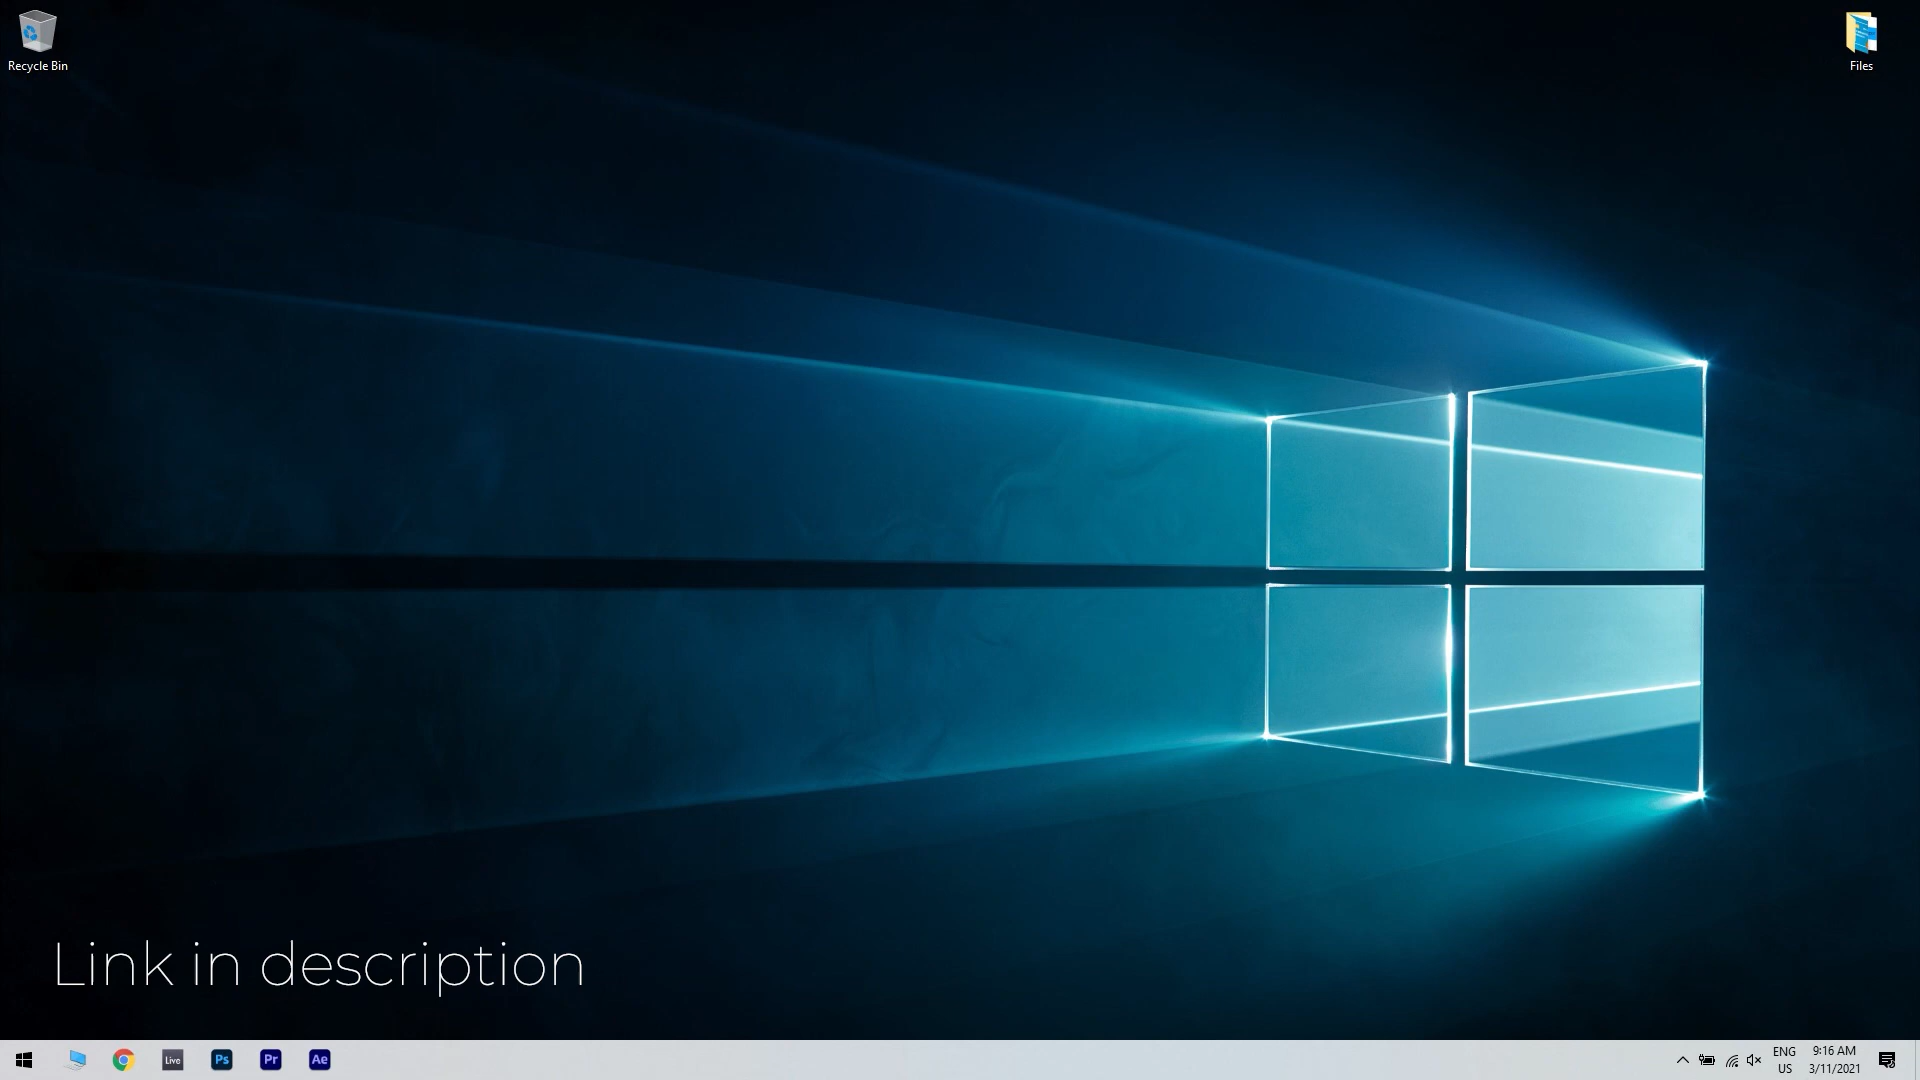 Recycle Bin
Files
Link in description
Live
Ps
Pr
Ae
ENG
US
9:16 AM
3/11/2021